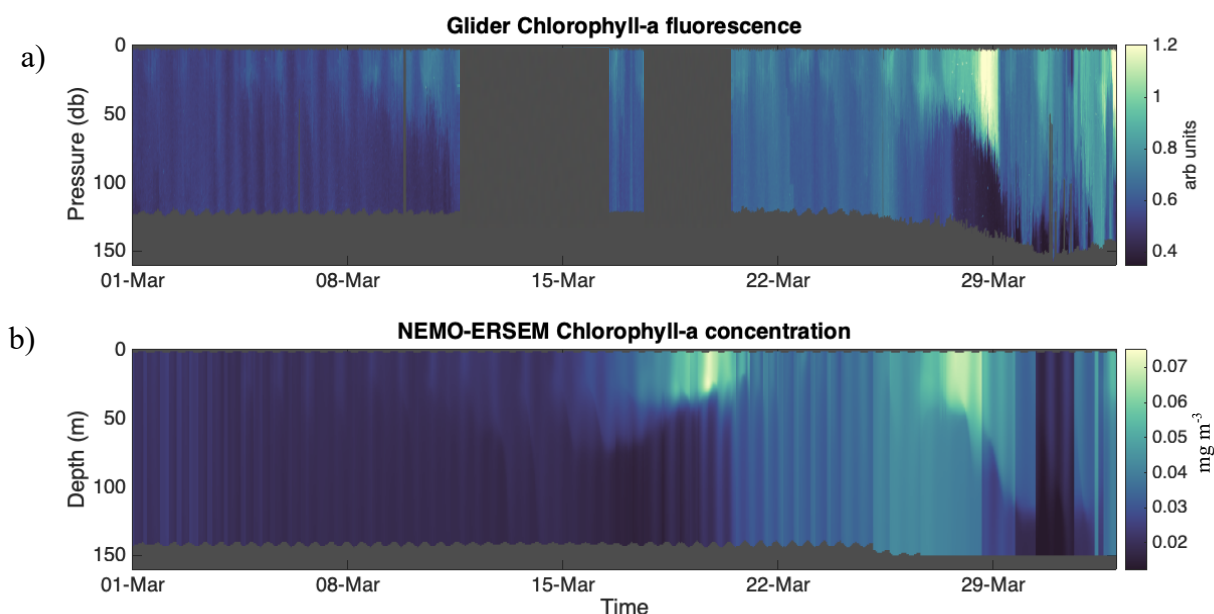 a)
Glider Chlorophyll-a fluorescence
Pressure (db)
0
50
100
150
01-Mar 08-Mar 15-Mar 22-Mar 29-Mar
1.2
1
0.8
0.6
0.4
arb units
b)
NEMO-ERSEM Chlorophyll-a concentration
Depth (m)
0
50
100
150
01-Mar 08-Mar 15-Mar 22-Mar 29-Mar
Time
0.07
0.06
0.05
0.04
0.03
0.02
mg m⁻³